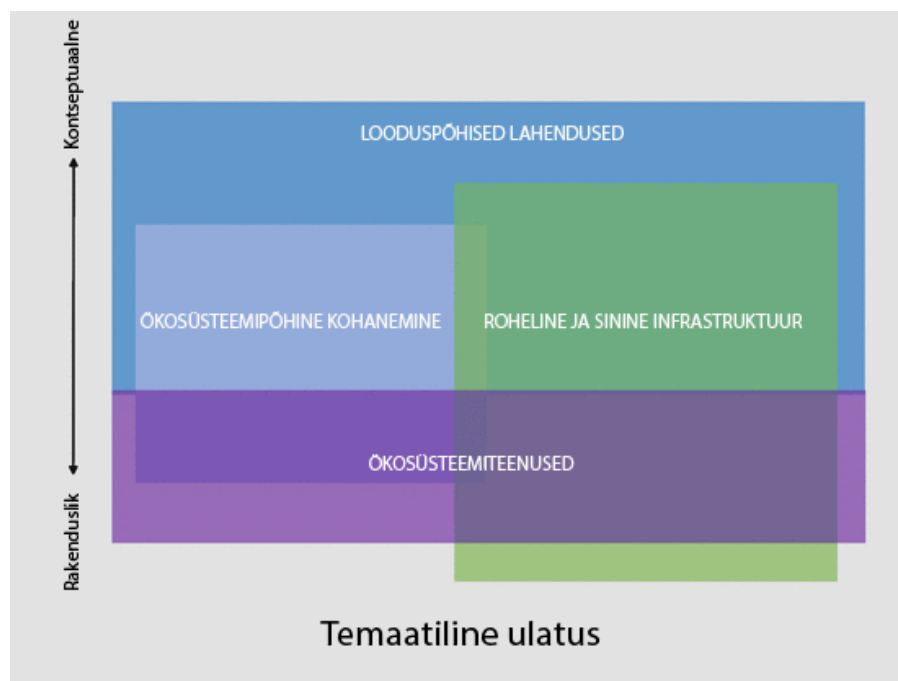 Kontseptuaalne
LOODUSPÕHISED LAHENDUSED
ÖKOSÜSTEEMIPÕHINE KOHANEMINE
ROHELINE JA SININE INFRASTRUKTUUR
ÖKOSÜSTEEMITEENUSED
Rakenduslik
Temaatiline ulatus